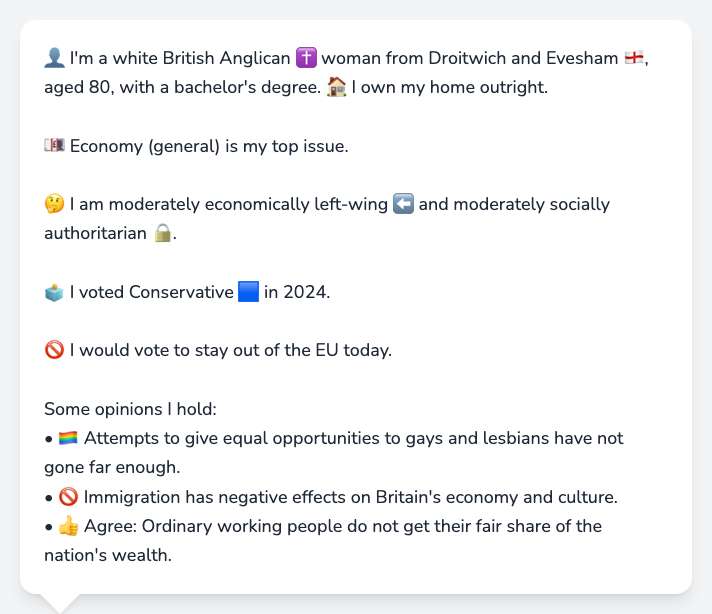 👤 I'm a white British Anglican ✝️ woman from Droitwich and Evesham 🏴󠁧󠁢󠁥󠁮󠁧󠁿,
aged 80, with a bachelor's degree. 🏠 I own my home outright.
💷 Economy (general) is my top issue.
🤔 I am moderately economically left-wing ⬅️ and moderately socially
authoritarian 🔒.
🗳️ I voted Conservative 🟦 in 2024.
🚫 I would vote to stay out of the EU today.
Some opinions I hold:
• 🏳️‍🌈 Attempts to give equal opportunities to gays and lesbians have not
gone far enough.
• 🚫 Immigration has negative effects on Britain's economy and culture.
• 👍 Agree: Ordinary working people do not get their fair share of the
nation's wealth.